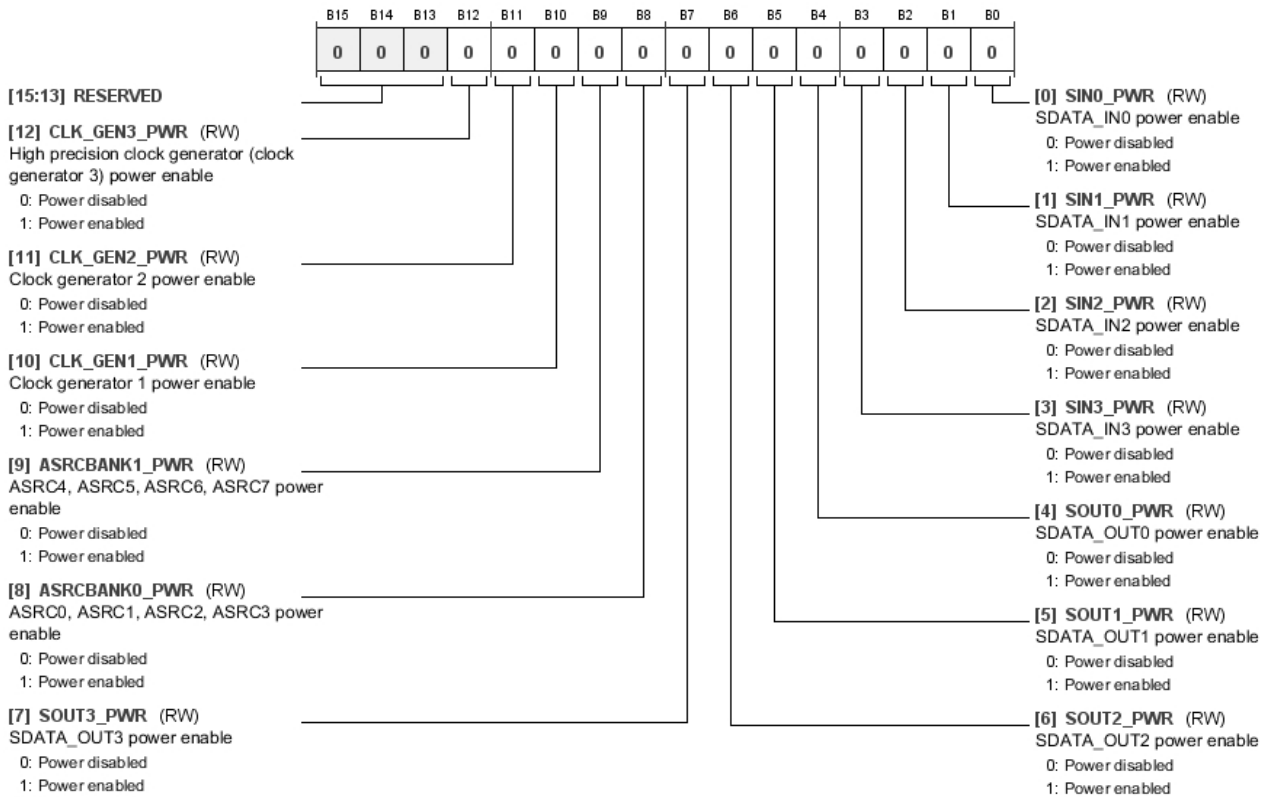 B15 B14 B13 B12 B11 B10 B9 B8 B7 B6 B5 B4 B3 B2 B1 B0
0 0 0 0 0 0 0 0 0 0 0 0 0 0 0 0
[15:13] RESERVED
[12] CLK_GEN3_PWR (RW)
High precision clock generator (clock
generator 3) power enable
0: Power disabled
1: Power enabled
[11] CLK_GEN2_PWR (RW)
Clock generator 2 power enable
0: Power disabled
1: Power enabled
[10] CLK_GEN1_PWR (RW)
Clock generator 1 power enable
0: Power disabled
1: Power enabled
[9] ASRCBANK1_PWR (RW)
ASRC4, ASRC5, ASRC6, ASRC7 power
enable
0: Power disabled
1: Power enabled
[8] ASRCBANK0_PWR (RW)
ASRC0, ASRC1, ASRC2, ASRC3 power
enable
0: Power disabled
1: Power enabled
[7] SOUT3_PWR (RW)
SDATA_OUT3 power enable
0: Power disabled
1: Power enabled
[0] SIN0_PWR (RW)
SDATA_IN0 power enable
0: Power disabled
1: Power enabled
[1] SIN1_PWR (RW)
SDATA_IN1 power enable
0: Power disabled
1: Power enabled
[2] SIN2_PWR (RW)
SDATA_IN2 power enable
0: Power disabled
1: Power enabled
[3] SIN3_PWR (RW)
SDATA_IN3 power enable
0: Power disabled
1: Power enabled
[4] SOUT0_PWR (RW)
SDATA_OUT0 power enable
0: Power disabled
1: Power enabled
[5] SOUT1_PWR (RW)
SDATA_OUT1 power enable
0: Power disabled
1: Power enabled
[6] SOUT2_PWR (RW)
SDATA_OUT2 power enable
0: Power disabled
1: Power enabled